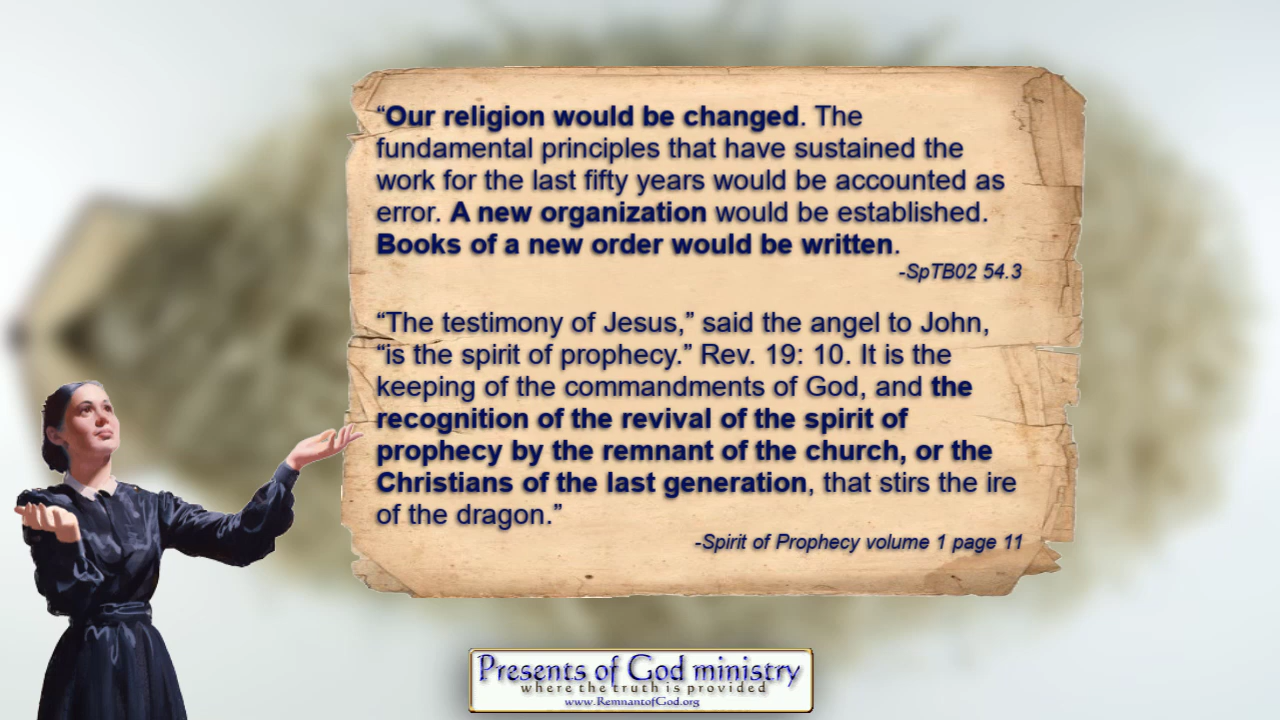 “Our religion would be changed. The
fundamental principles that have sustained the
work for the last fifty years would be accounted as
error. A new organization would be established.
Books of a new order would be written.
-SpTB02 54.3
“The testimony of Jesus,” said the angel to John,
“is the spirit of prophecy.” Rev. 19: 10. It is the
keeping of the commandments of God, and the
recognition of the revival of the spirit of
prophecy by the remnant of the church, or the
Christians of the last generation, that stirs the ire
of the dragon.”
-Spirit of Prophecy volume 1 page 11
Presents of God ministry
where the truth is provided
www.RemnantofGod.org